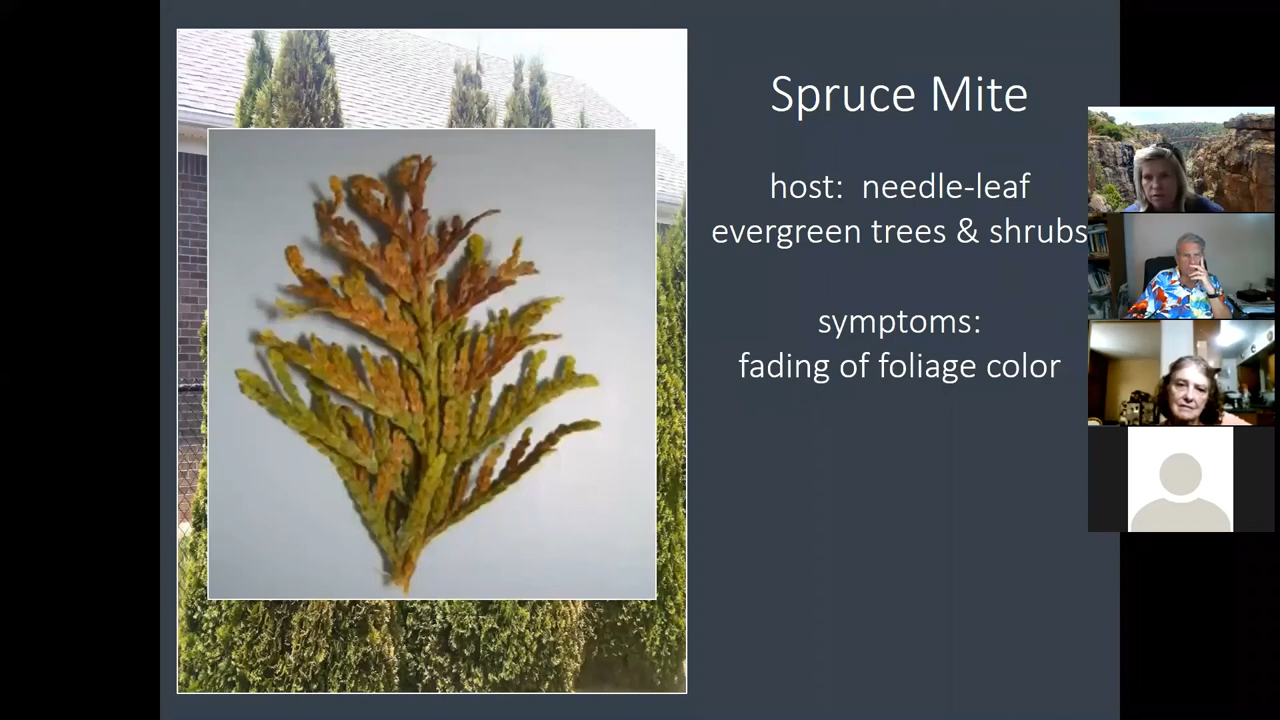 Spruce Mite
host: needle-leaf
evergreen trees & shrubs
symptoms:
fading of foliage color